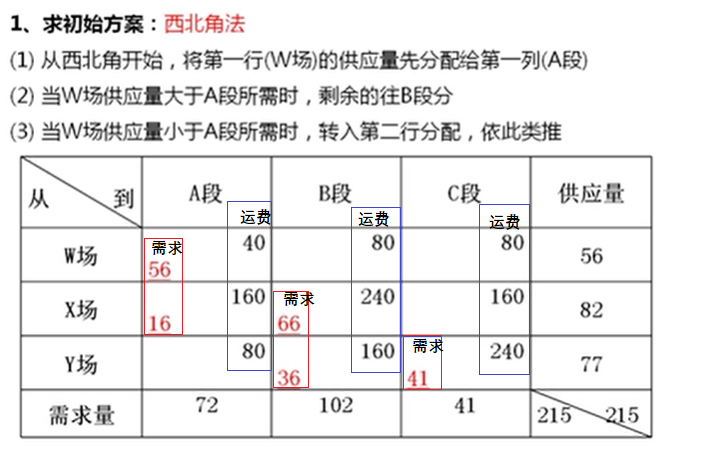 1、求初始方案：西北角法
(1) 从西北角开始，将第一行(W场)的供应量先分配给第一列(A段)
(2) 当W场供应量大于A段所需时，剩余的往B段分
(3) 当W场供应量小于A段所需时，转入第二行分配，依此类推
从 到 A段 B段 C段 供应量
运费 运费 运费
W场 需求 56 40 80 80 56
X场 16 160 需求 66 240 160 82
Y场 80 36 160 需求 41 240 77
需求量 72 102 41 215 215